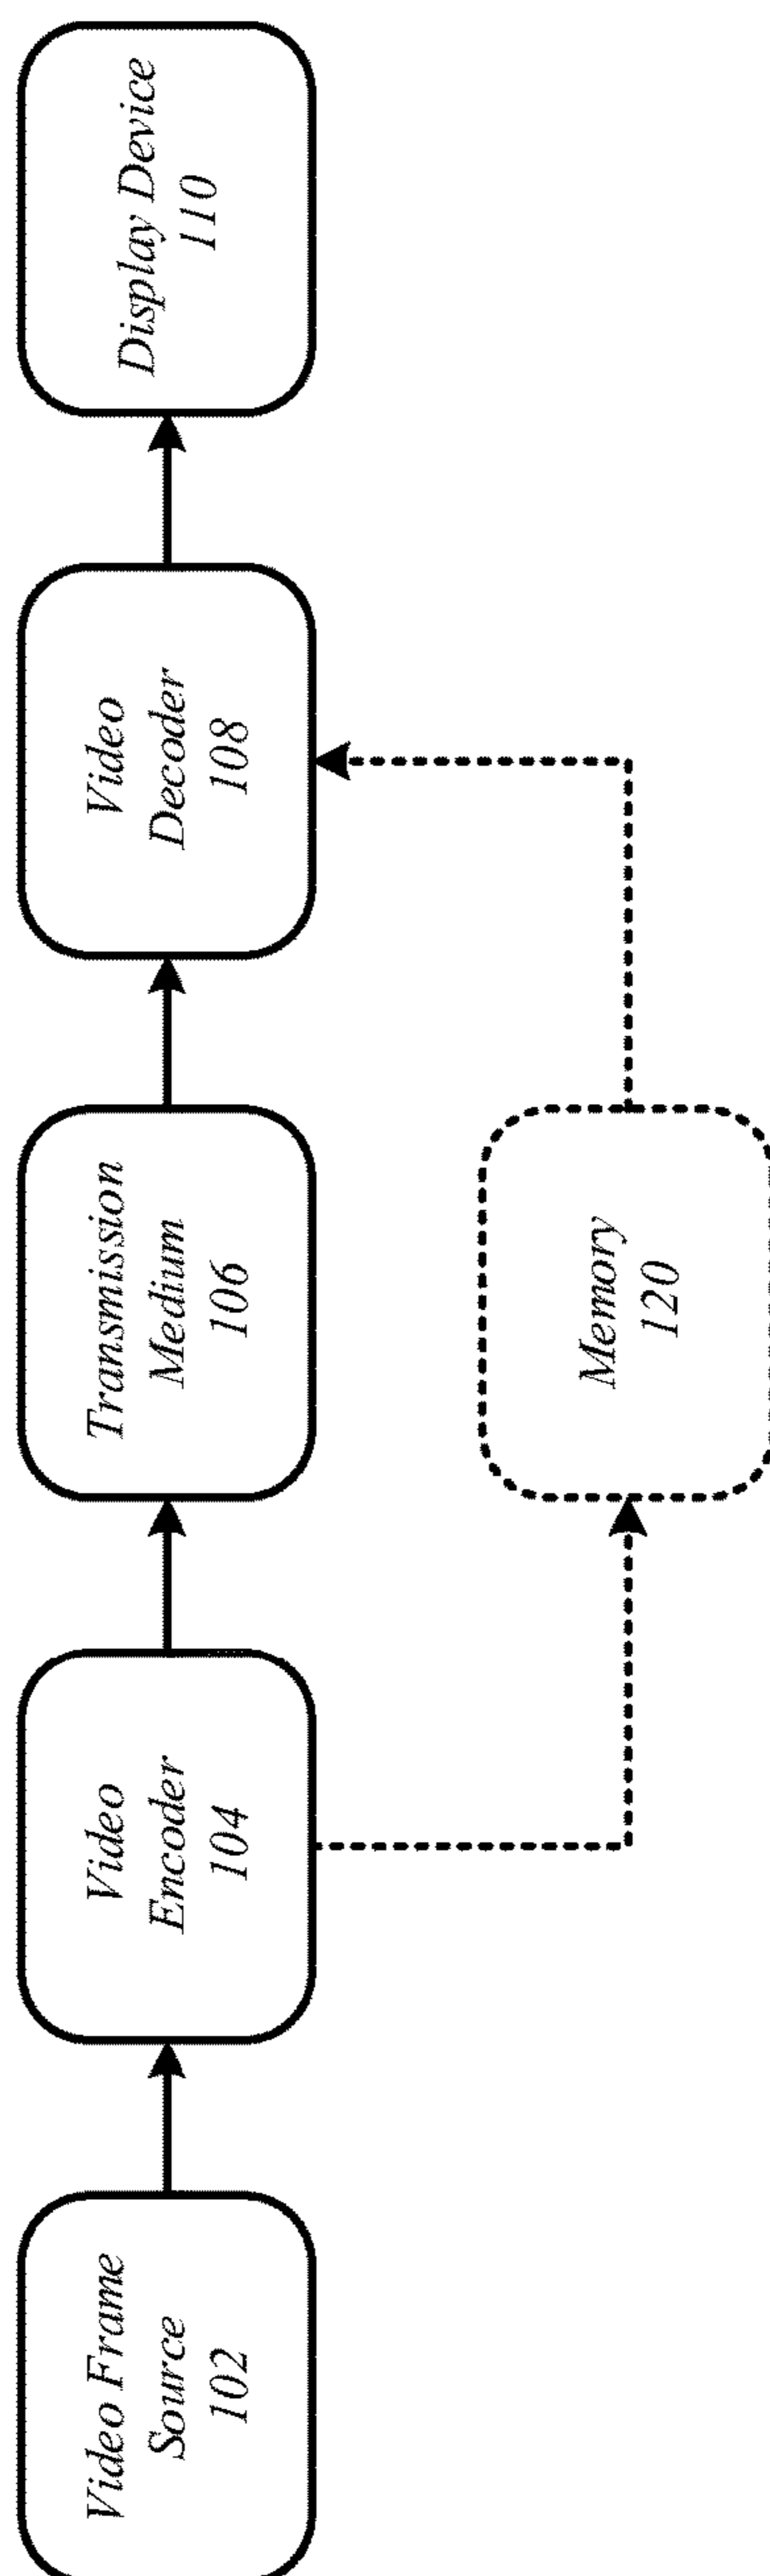 Video Frame
Source
102
Video
Encoder
104
Transmission
Medium
106
Video
Decoder
108
Display Device
110
Memory
120